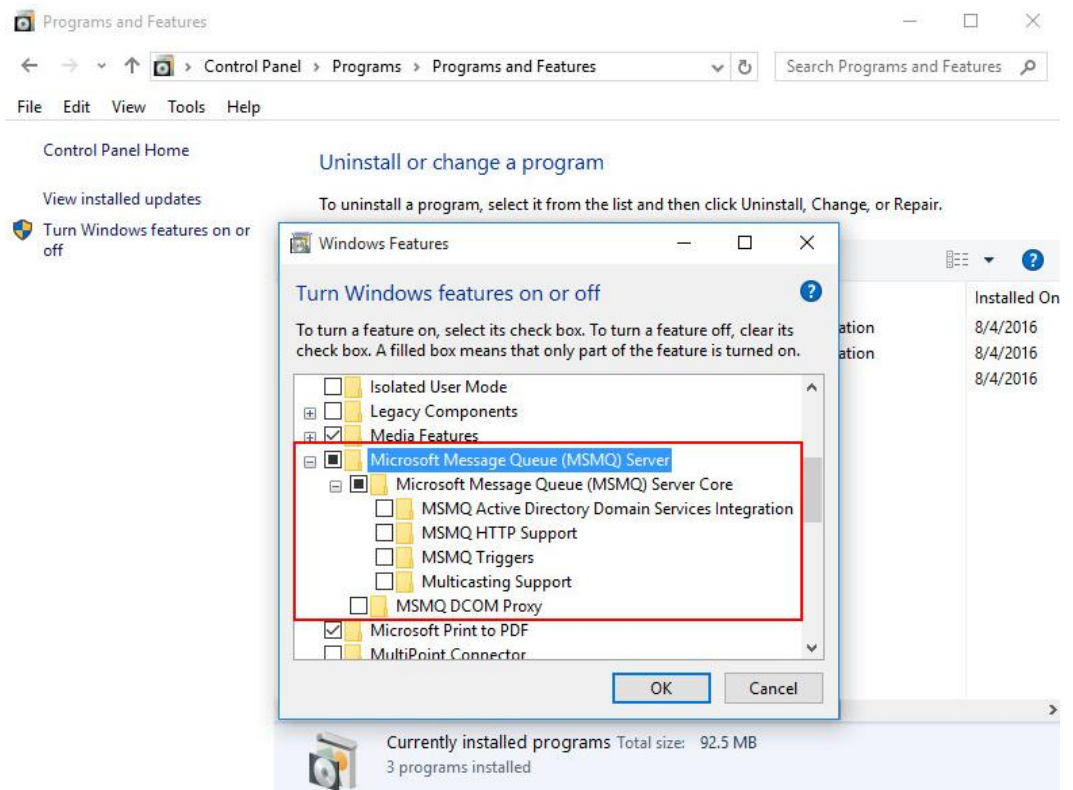 Programs and Features
Control Panel > Programs > Programs and Features
Search Programs and Features
File Edit View Tools Help
Control Panel Home
View installed updates
Turn Windows features on or
off
Uninstall or change a program
To uninstall a program, select it from the list and then click Uninstall, Change, or Repair.
Installed On
ation 8/4/2016
ation 8/4/2016
8/4/2016
Windows Features
Turn Windows features on or off
To turn a feature on, select its check box. To turn a feature off, clear its
check box. A filled box means that only part of the feature is turned on.
Isolated User Mode
Legacy Components
Media Features
Microsoft Message Queue (MSMQ) Server
Microsoft Message Queue (MSMQ) Server Core
MSMQ Active Directory Domain Services Integration
MSMQ HTTP Support
MSMQ Triggers
Multicasting Support
MSMQ DCOM Proxy
Microsoft Print to PDF
MultiPoint Connector
OK Cancel
Currently installed programs Total size: 92.5 MB
3 programs installed